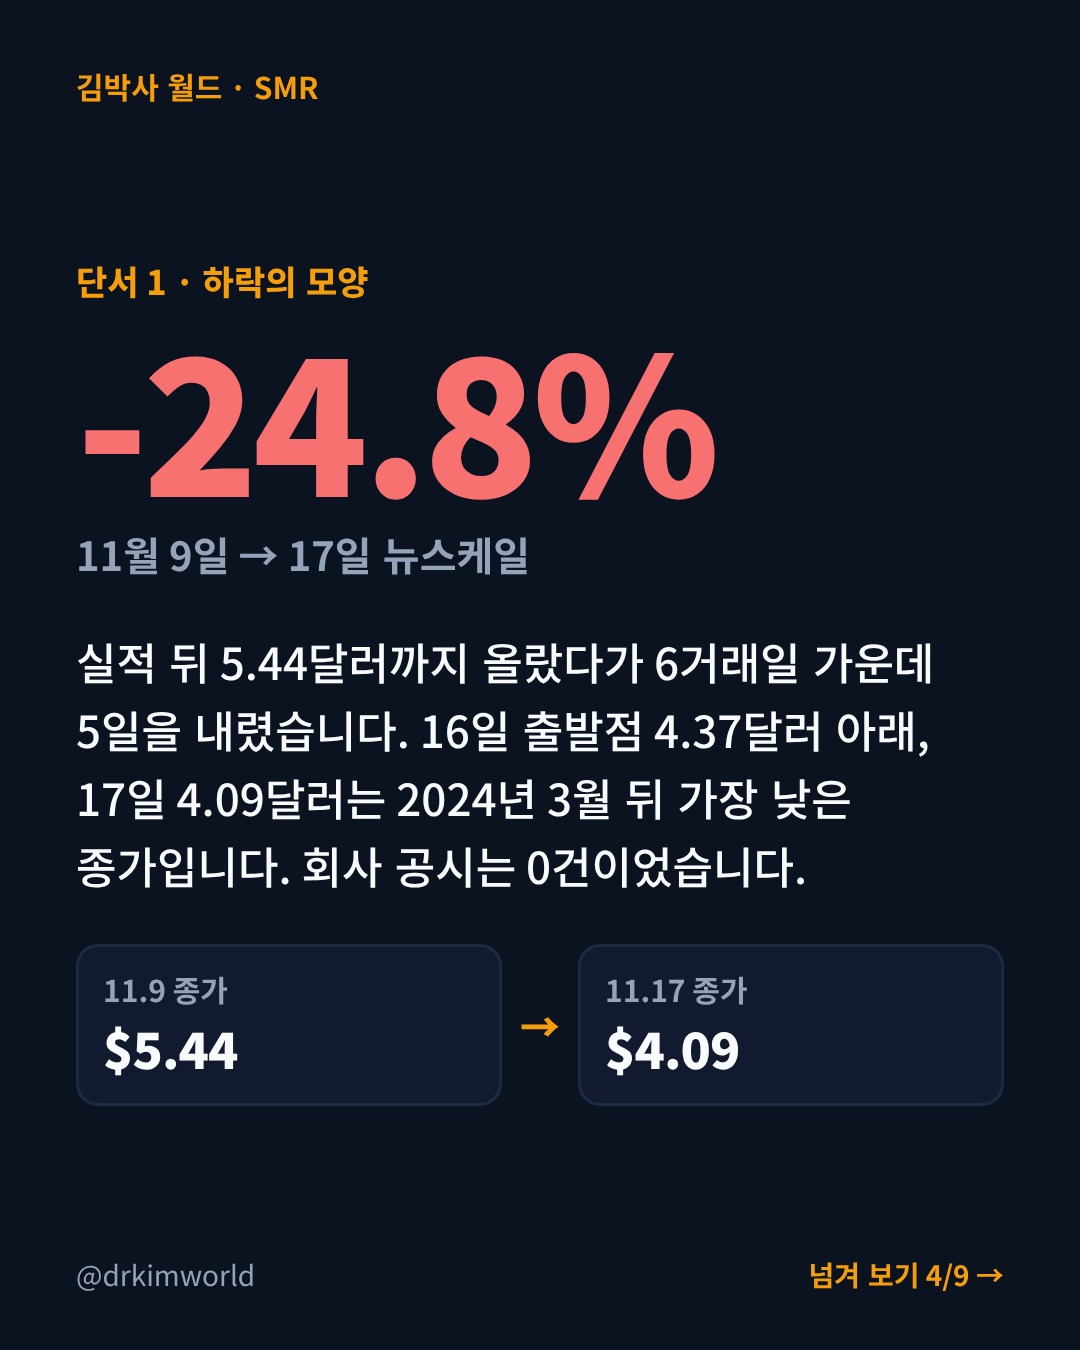 김박사 월드 · SMR
단서 1 · 하락의 모양
-24.8%
11월 9일 → 17일 뉴스케일
실적 뒤 5.44달러까지 올랐다가 6거래일 가운데
5일을 내렸습니다. 16일 출발점 4.37달러 아래,
17일 4.09달러는 2024년 3월 뒤 가장 낮은
종가입니다. 회사 공시는 0건이었습니다.
11.9 종가
$5.44
→
11.17 종가
$4.09
@drkimworld
넘겨 보기 4/9 →